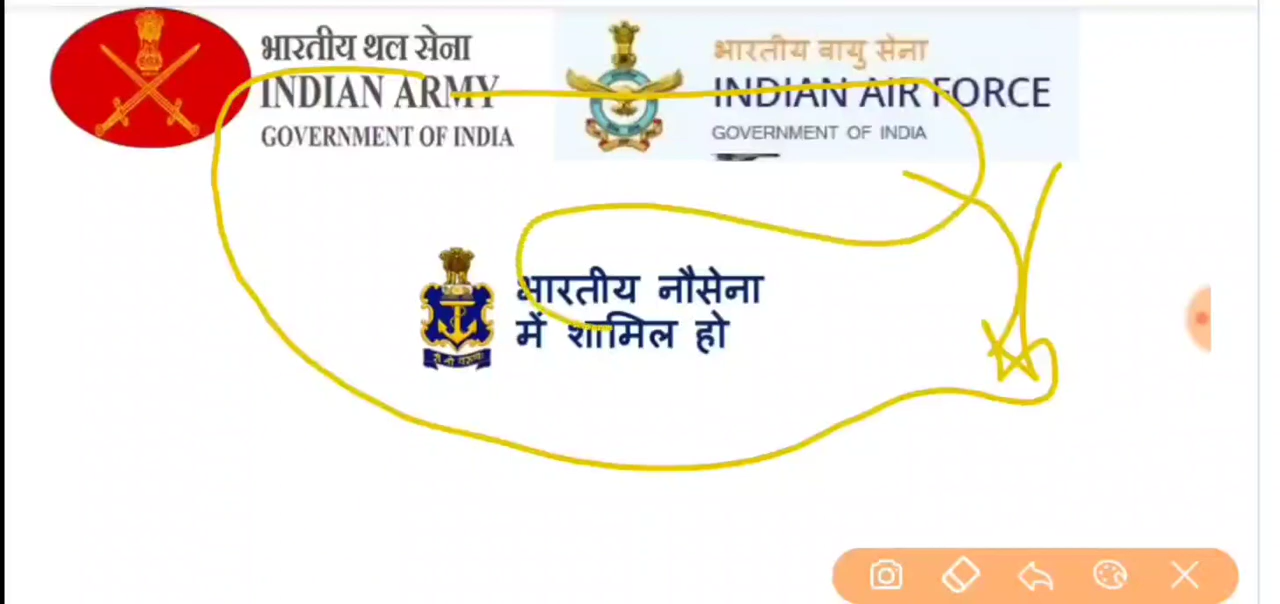 भारतीय थल सेना
INDIAN ARMY
GOVERNMENT OF INDIA
भारतीय वायु सेना
INDIAN AIR FORCE
GOVERNMENT OF INDIA
भारतीय नौसेना
में शामिल हो